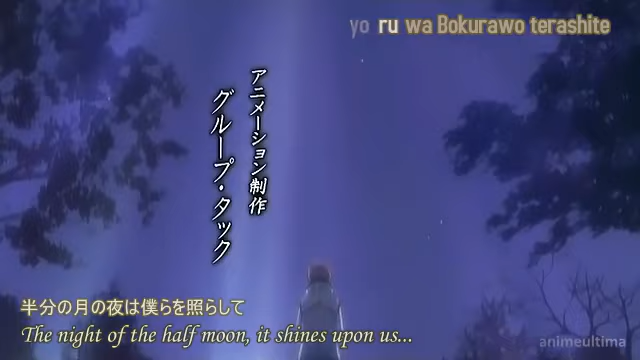 yo ru wa Bokurawo terashite
アニメーション制作
グループ・タック
半分の月の夜は僕らを照らして
The night of the half moon, it shines upon us...
animeultima